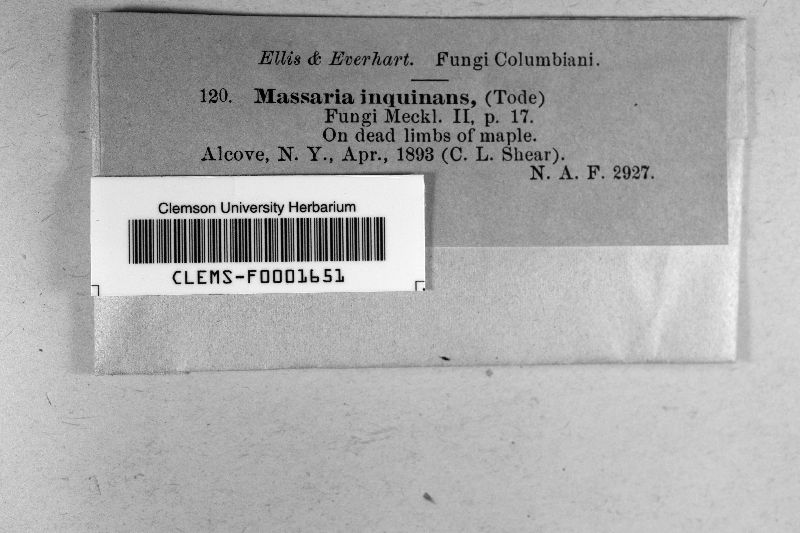 Ellis & Everhart. Fungi Columbiani.
120. Massaria inquinans, (Tode)
Fungi Meckl. II, p. 17.
On dead limbs of maple.
Alcove, N. Y., Apr., 1893 (C. L. Shear).
N. A. F. 2927.
Clemson University Herbarium
CLEMS-F0001651